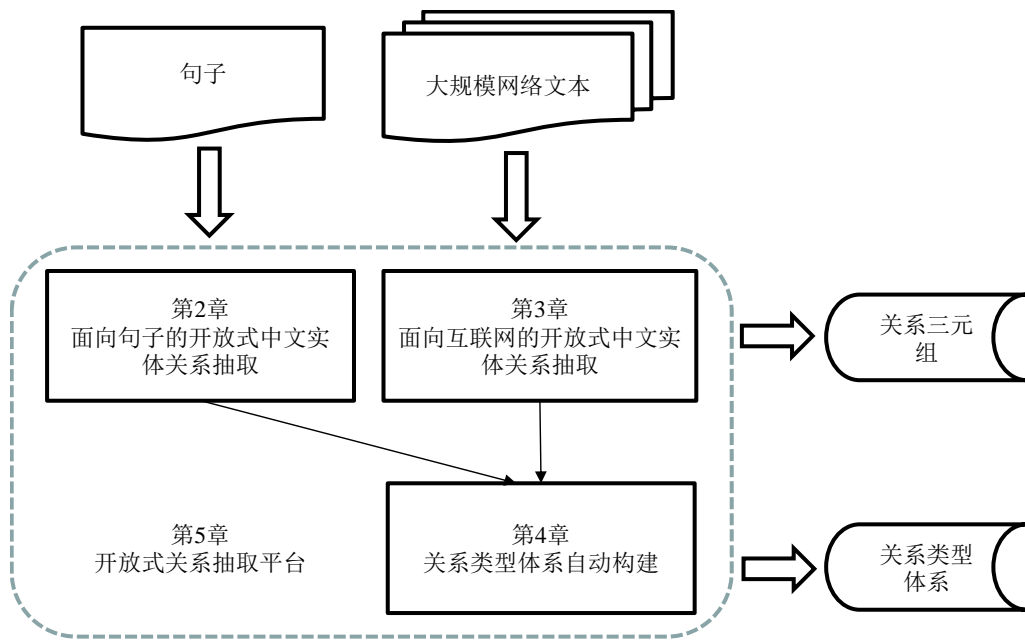 句子
大规模网络文本
第2章
面向句子的开放式中文实
体关系抽取
第3章
面向互联网的开放式中文实
体关系抽取
关系三元
组
第5章
开放式关系抽取平台
第4章
关系类型体系自动构建
关系类型
体系